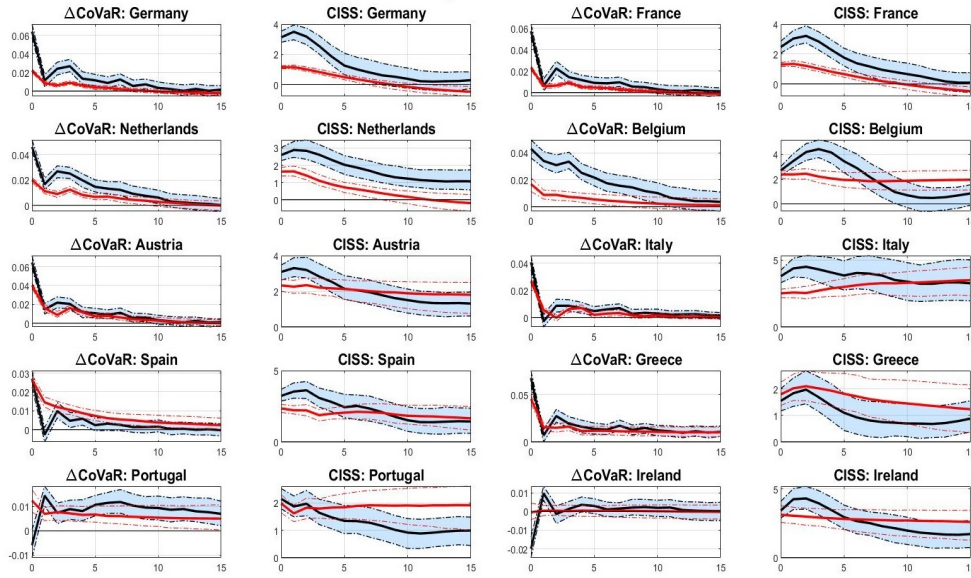 ΔCoVaR: Germany CISS: Germany ΔCoVaR: France CISS: France
0.06 4 0.06 4
0.04 0.04
2 2
0.02 0.02
0 0 0 0
0 5 10 15 0 5 10 15 0 5 10 15 0 5 10 15
ΔCoVaR: Netherlands CISS: Netherlands ΔCoVaR: Belgium CISS: Belgium
0.04 3 0.04 4
2
0.02 1 0.02 2
0 0 0 0
0 5 10 15 0 5 10 15 0 5 10 15 0 5 10 15
ΔCoVaR: Austria CISS: Austria ΔCoVaR: Italy CISS: Italy
0.06 4 0.04 5
0.04
2 0.02
0.02
0 0 0 0
0 5 10 15 0 5 10 15 0 5 10 15 0 5 10 15
ΔCoVaR: Spain CISS: Spain ΔCoVaR: Greece CISS: Greece
0.03 5
0.02 2
0.05
0.01 1
0 0 0 0
0 5 10 15 0 5 10 15 0 5 10 15 0 5 10 15
ΔCoVaR: Portugal CISS: Portugal ΔCoVaR: Ireland CISS: Ireland
0.01 2 0.01 5
0 0
1 -0.01
-0.01 0 -0.02 0
0 5 10 15 0 5 10 15 0 5 10 15 0 5 10 15